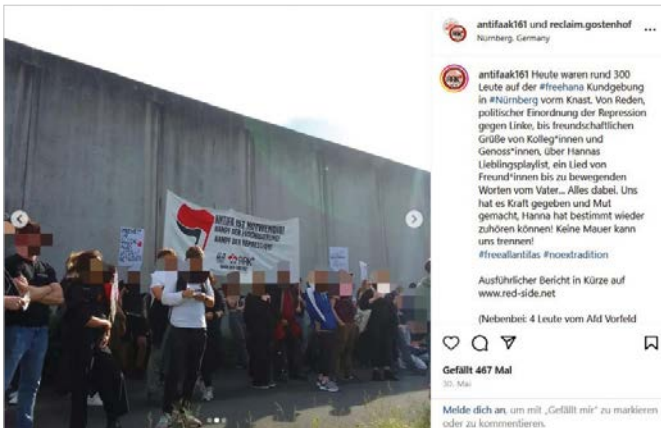 antifaak161 und reclaim.gostenhof
Nürnberg, Germany
antifaak161 Heute waren rund 300
Leute auf der #freehana Kundgebung
in #Nürnberg vorm Knast. Von Reden,
politischer Einordnung der Repression
gegen Linke, bis freundschaftlichen
Grüße von Kolleg*innen und
Genoss*innen, über Hannas
Lieblingsplaylist, ein Lied von
Freund*innen bis zu bewegenden
Worten vom Vater... Alles dabei. Uns
hat es Kraft gegeben und Mut
gemacht, Hanna hat bestimmt wieder
zuhören können! Keine Mauer kann
uns trennen!
#freeallantifas #noextradition
Ausführlicher Bericht in Kürze auf
www.red-side.net
(Nebenbei: 4 Leute vom Afd Vorfeld
Gefällt 467 Mal
30. Mai
Melde dich an, um mit „Gefällt mir“ zu markieren
oder zu kommentieren.
ANTIFA IST NOTWENDIG!